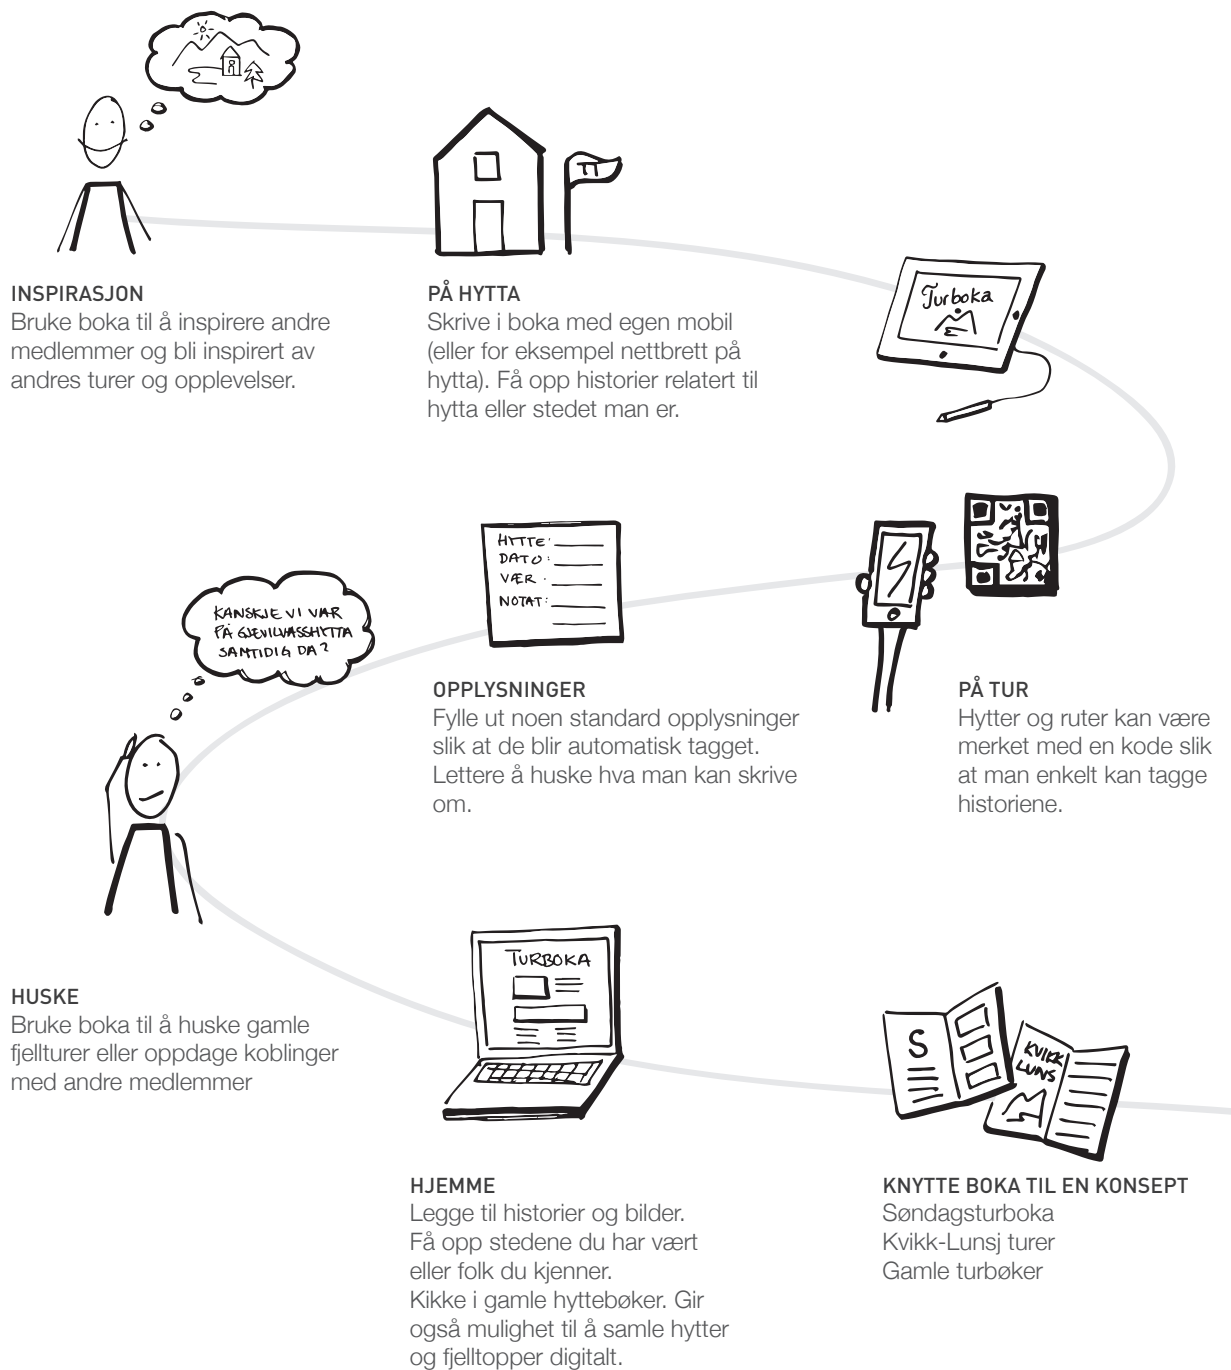 TT
INSPIRASJON
Bruke boka til å inspirere andre
medlemmer og bli inspirert av
andres turer og opplevelser.
PÅ HYTTA
Skrive i boka med egen mobil
(eller for eksempel nettbrett på
hytta). Få opp historier relatert til
hytta eller stedet man er.
Turboka
PÅ TUR
Hytter og ruter kan være
merket med en kode slik
at man enkelt kan tagge
historiene.
HYTTE:
DATO:
VÆR.
NOTAT:
OPPLYSNINGER
Fylle ut noen standard opplysninger
slik at de blir automatisk tagget.
Lettere å huske hva man kan skrive
om.
KANSKJE VI VAR
PÅ GJEVILVASSHYTTA
SAMTIDIG DA?
HUSKE
Bruke boka til å huske gamle
fjellturer eller oppdage koblinger
med andre medlemmer
TURBOKA
HJEMME
Legge til historier og bilder.
Få opp stedene du har vært
eller folk du kjenner.
Kikke i gamle hyttebøker. Gir
også mulighet til å samle hytter
og fjelltopper digitalt.
S
KVIKK
LUNS
KNYTTE BOKA TIL EN KONSEPT
Søndagsturboka
Kvikk-Lunsj turer
Gamle turbøker